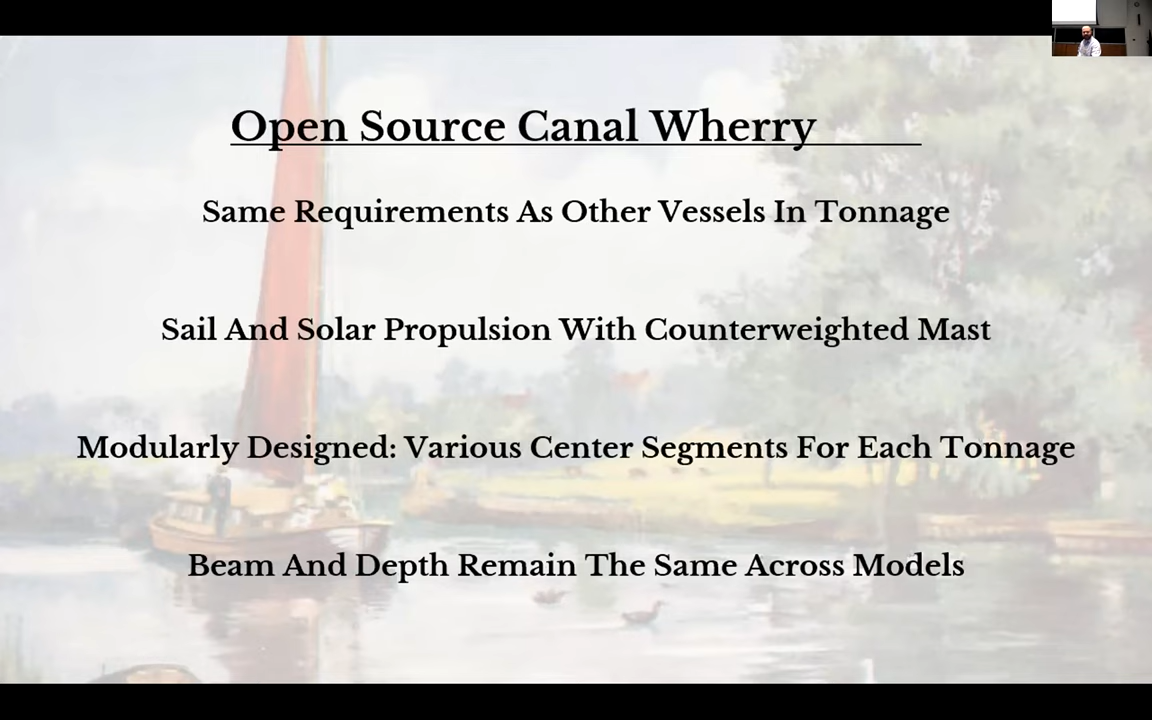 Open Source Canal Wherry
Same Requirements As Other Vessels In Tonnage
Sail And Solar Propulsion With Counterweighted Mast
Modularly Designed: Various Center Segments For Each Tonnage
Beam And Depth Remain The Same Across Models